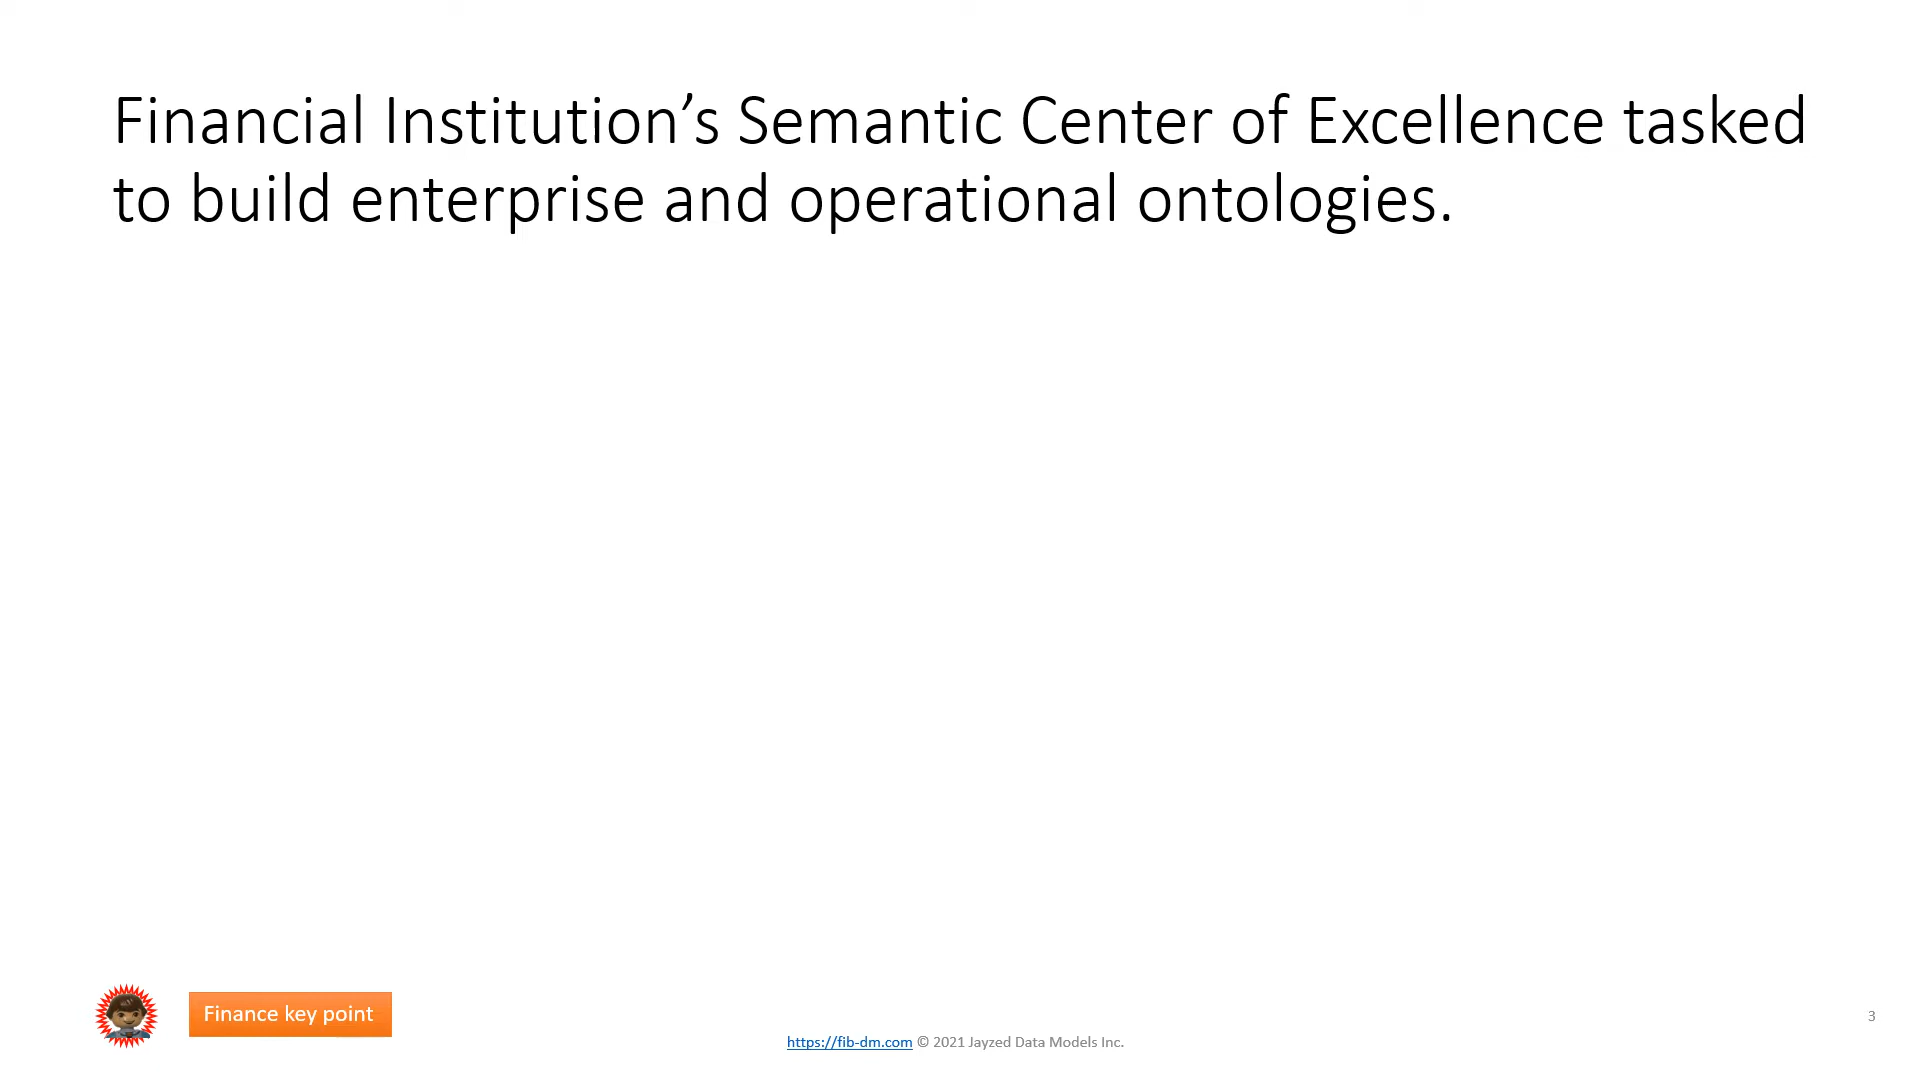 Financial Institution’s Semantic Center of Excellence tasked
to build enterprise and operational ontologies.
Finance key point
3
https://fib-dm.com © 2021 Jayzed Data Models Inc.